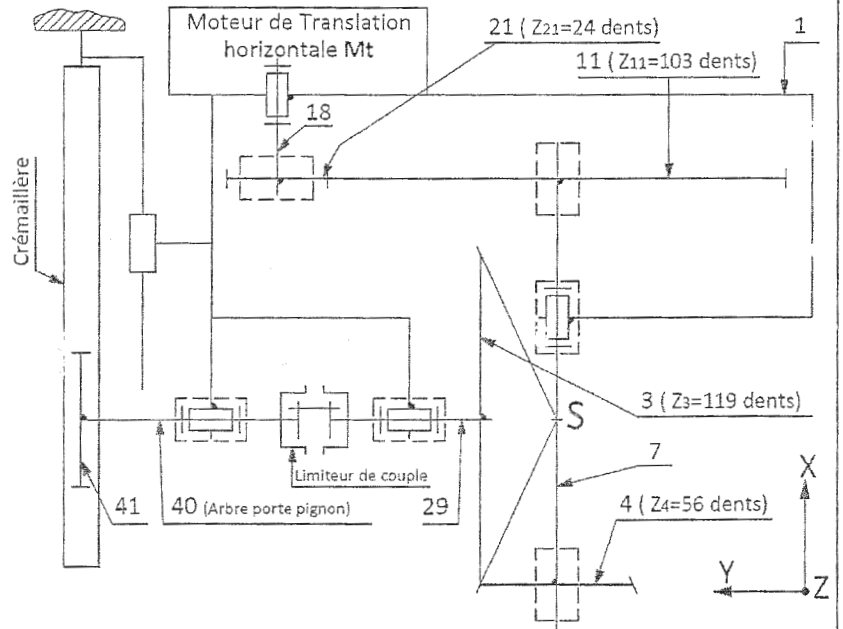 Moteur de Translation
horizontale Mt
21 ( Z21=24 dents)
1
11 ( Z11=103 dents)
18
Crémaillère
S
3 ( Z3=119 dents)
7
Limiteur de couple
X
41
40 (Arbre porte pignon)
29
4 ( Z4=56 dents)
Y
Z